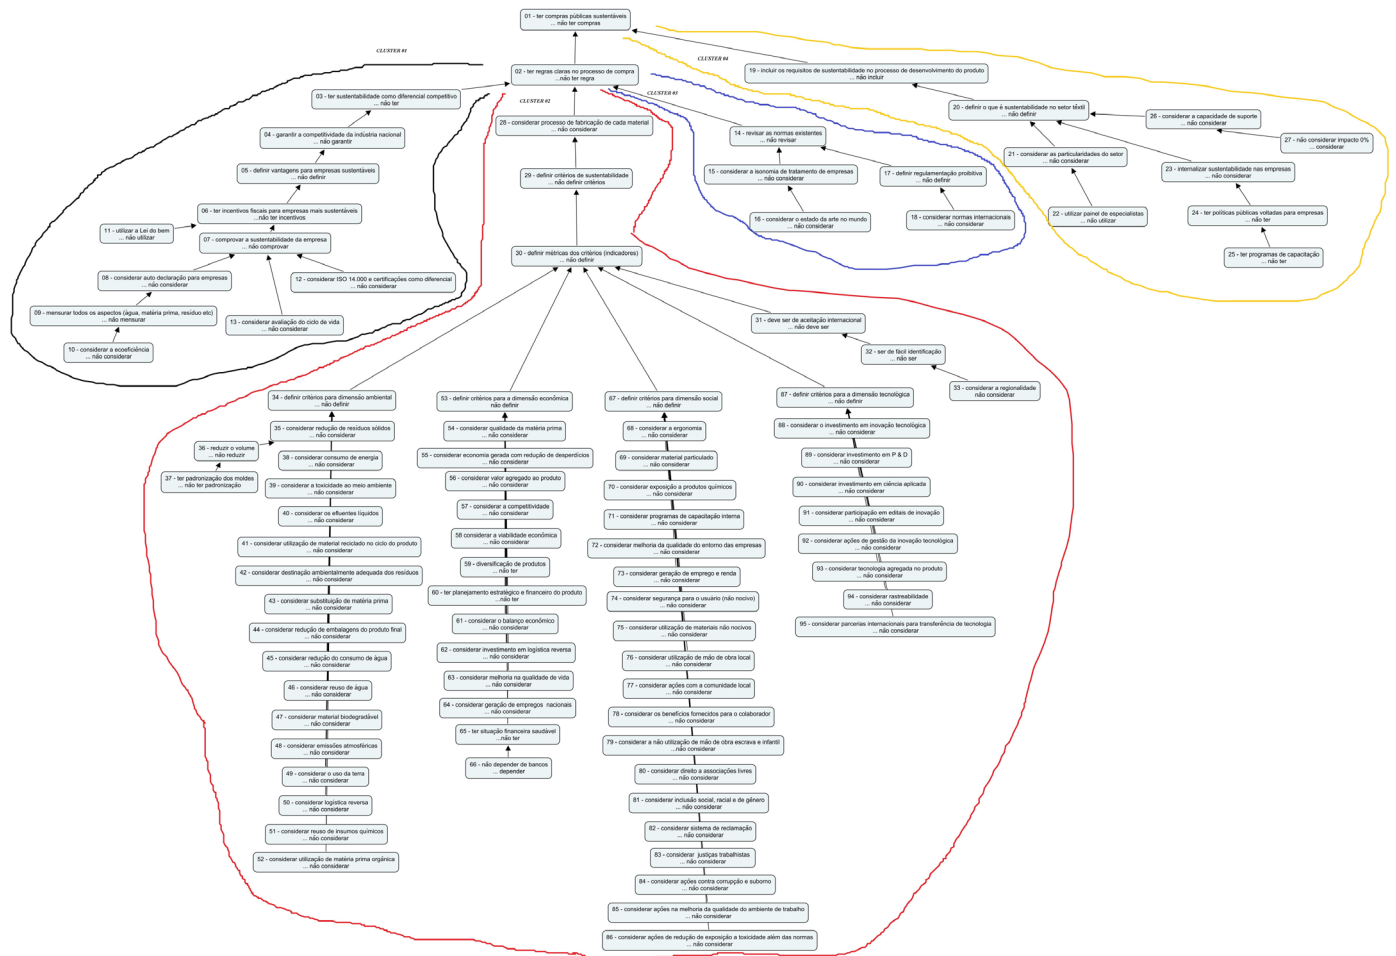 01 - ter compras públicas sustentáveis
... não ter compras
CLUSTER #1
02 - ter regras claras no processo de compra
...não ter regra
CLUSTER #4
19 - incluir os requisitos de sustentabilidade no processo de desenvolvimento do produto
... não incluir
03 - ter sustentabilidade como diferencial competitivo
... não ter
CLUSTER #2
CLUSTER #3
20 - definir o que é sustentabilidade no setor têxtil
... não definir
26 - considerar a capacidade de suporte
... não considerar
28 - considerar processo de fabricação de cada material
... não considerar
04 - garantir a competitividade da indústria nacional
... não garantir
14 - revisar as normas existentes
... não revisar
27 - não considerar impacto 0%
... considerar
21 - considerar as particularidades do setor
... não considerar
05 - definir vantagens para empresas sustentáveis
... não definir
29 - definir critérios de sustentabilidade
... não definir critérios
15 - considerar a isonomia de tratamento de empresas
... não considerar
17 - definir regulamentação proibitiva
... não definir
23 - internalizar sustentabilidade nas empresas
... não considerar
06 - ter incentivos fiscais para empresas mais sustentáveis
...não ter incentivos
16 - considerar o estado da arte no mundo
... não considerar
18 - considerar normas internacionais
... não considerar
22 - utilizar painel de especialistas
... não utilizar
24 - ter políticas públicas voltadas para empresas
... não ter
11 - utilizar a Lei do bem
... não utilizar
07 - comprovar a sustentabilidade da empresa
... não comprovar
30 - definir métricas dos critérios (indicadores)
... não definir
25 - ter programas de capacitação
... não ter
08 - considerar auto declaração para empresas
... não considerar
12 - considerar ISO 14.000 e certificações como diferencial
... não considerar
09 - mensurar todos os aspectos (água, matéria prima, resíduo etc)
... não mensurar
13 - considerar avaliação do ciclo de vida
... não considerar
31 - deve ser de aceitação internacional
... não deve ser
10 - considerar a ecoeficiência
... não considerar
32 - ser de fácil identificação
... não ser
33 - considerar a regionalidade
não considerar
34 - definir critérios para dimensão ambiental
... não definir
53 - definir critérios para a dimensão econômica
não definir
67 - definir critérios para dimensão social
... não definir
87 - definir critérios para a dimensão tecnológica
... não definir
35 - considerar redução de resíduos sólidos
... não considerar
36 - reduzir o volume
... não reduzir
38 - considerar consumo de energia
... não considerar
37 - ter padronização dos moldes
... não ter padronização
39 - considerar a toxicidade ao meio ambiente
... não considerar
40 - considerar os efluentes líquidos
... não considerar
41 - considerar utilização de material reciclado no ciclo do produto
... não considerar
42 - considerar destinação ambientalmente adequada dos resíduos
... não considerar
43 - considerar substituição de matéria prima
... não considerar
44 - considerar redução de embalagens do produto final
... não considerar
45 - considerar redução do consumo de água
... não considerar
46 - considerar reuso de água
... não considerar
47 - considerar material biodegradável
... não considerar
48 - considerar emissões atmosféricas
... não considerar
49 - considerar o uso da terra
... não considerar
50 - considerar logística reversa
... não considerar
51 - considerar reuso de insumos químicos
... não considerar
52 - considerar utilização de matéria prima orgânica
... não considerar
54 - considerar qualidade da matéria prima
... não considerar
55 - considerar economia gerada com redução de desperdícios
... não considerar
56 - considerar valor agregado ao produto
... não considerar
57 - considerar a competitividade
... não considerar
58 considerar a viabilidade econômica
... não considerar
59 - diversificação de produtos
... não ter
60 - ter planejamento estratégico e financeiro do produto
...não ter
61 - considerar o balanço econômico
... não considerar
62 - considerar investimento em logística reversa
... não considerar
63 - considerar melhoria na qualidade de vida
... não considerar
64 - considerar geração de empregos nacionais
... não considerar
65 - ter situação financeira saudável
...não ter
66 - não depender de bancos
... depender
68 - considerar a ergonomia
... não considerar
69 - considerar material particulado
... não considerar
70 - considerar exposição a produtos químicos
... não considerar
71 - considerar programas de capacitação interna
... não considerar
72 - considerar melhoria da qualidade do entorno das empresas
... não considerar
73 - considerar geração de emprego e renda
... não considerar
74 - considerar segurança para o usuário (não nocivo)
... não considerar
75 - considerar utilização de materiais não nocivos
... não considerar
76 - considerar utilização de mão de obra local
... não considerar
77 - considerar ações com a comunidade local
... não considerar
78 - considerar os benefícios fornecidos para o colaborador
... não considerar
79 - considerar a não utilização de mão de obra escrava e infantil
...não considerar
80 - considerar direito a associações livres
... não considerar
81 - considerar inclusão social, racial e de gênero
... não considerar
82 - considerar sistema de reclamação
... não considerar
83 - considerar justiças trabalhistas
... não considerar
84 - considerar ações contra corrupção e suborno
... não considerar
85 - considerar ações na melhoria da qualidade do ambiente de trabalho
... não considerar
86 - considerar ações de redução de exposição a toxicidade além das normas
... não considerar
88 - considerar o investimento em inovação tecnológica
... não considerar
89 - considerar investimento em P & D
... não considerar
90 - considerar investimento em ciência aplicada
... não considerar
91 - considerar participação em editais de inovação
... não considerar
92 - considerar ações de gestão da inovação tecnológica
... não considerar
93 - considerar tecnologia agregada no produto
... não considerar
94 - considerar rastreabilidade
... não considerar
95 - considerar parcerias internacionais para transferência de tecnologia
... não considerar